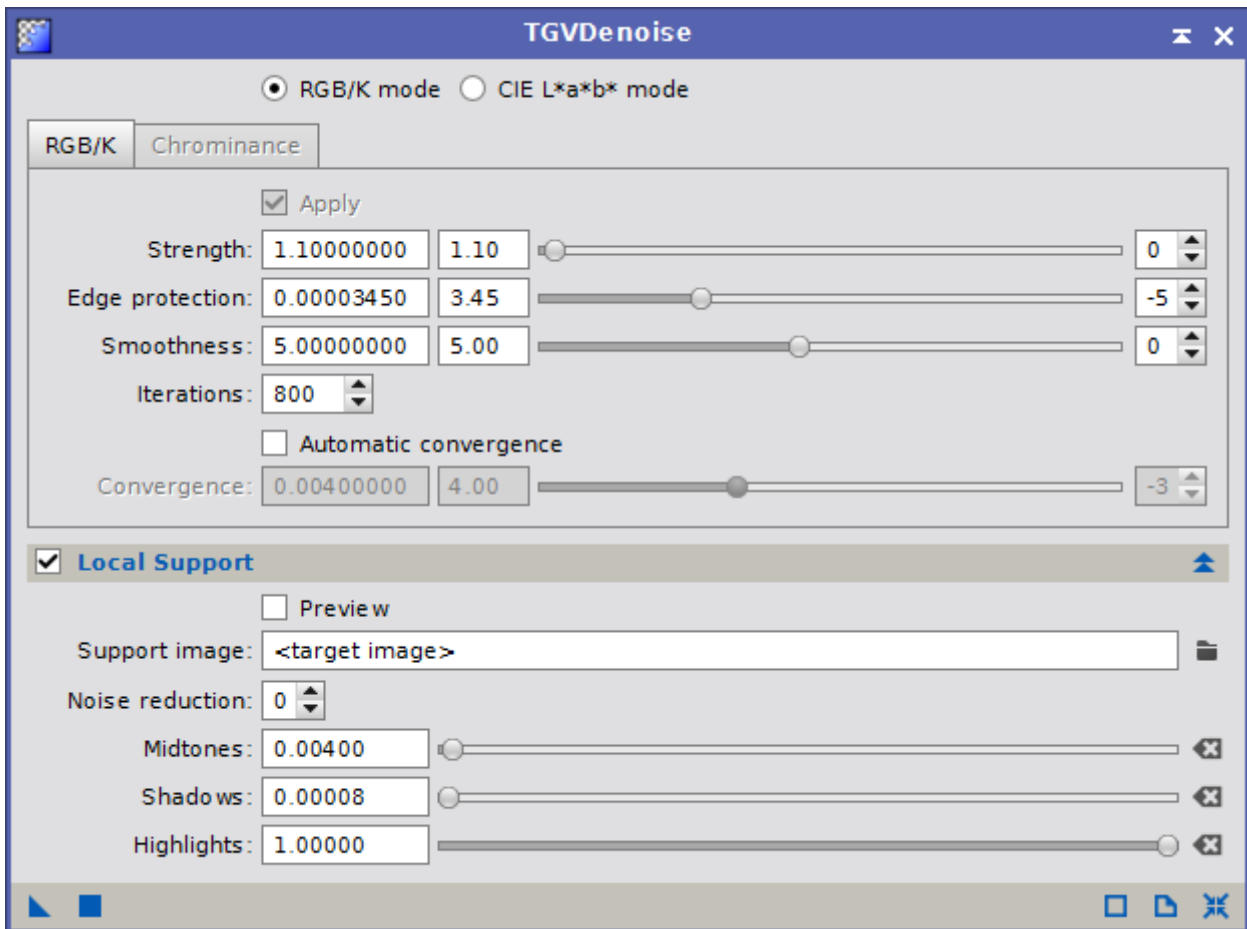 TGVDenoise
RGB/K mode CIE L*a*b* mode
RGB/K Chrominance
Apply
Strength: 1.10000000 1.10 0
Edge protection: 0.00003450 3.45 -5
Smoothness: 5.00000000 5.00 0
Iterations: 800
Automatic convergence
Convergence: 0.00400000 4.00 -3
Local Support
Preview
Support image: <target image>
Noise reduction: 0
Midtones: 0.00400
Shadows: 0.00008
Highlights: 1.00000